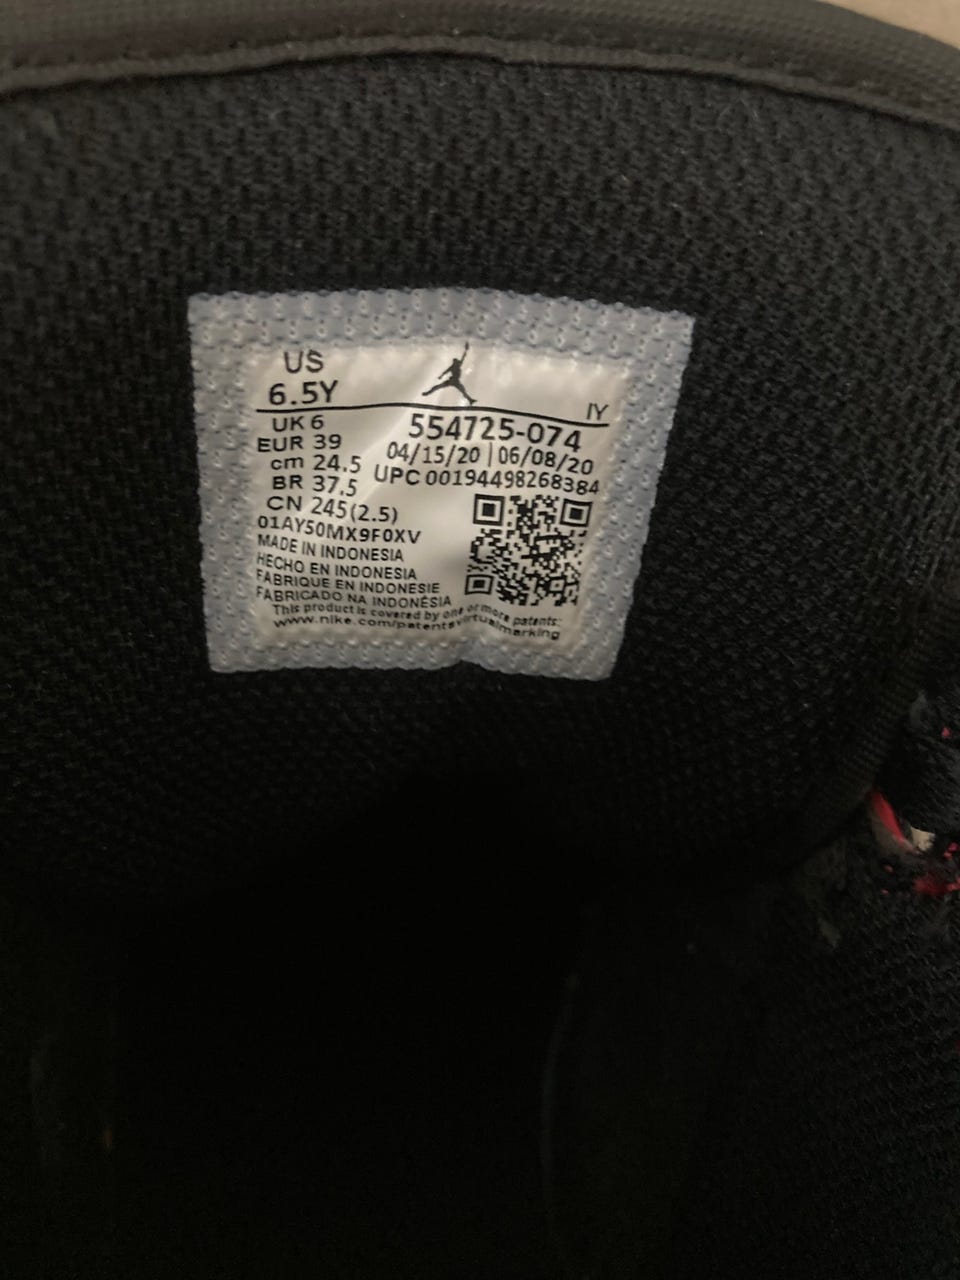 US
6.5Y
IY
UK 6
EUR 39
cm 24.5
BR 37.5
CN 245(2.5)
554725-074
04/15/20 | 06/08/20
UPC 00194498268384
01AY50MX9F0XV
MADE IN INDONESIA
HECHO EN INDONESIA
FABRIQUE EN INDONESIE
FABRICADO NA INDONÉSIA
This product is covered by one or more patents:
www.nike.com/patentsvirtualmarking